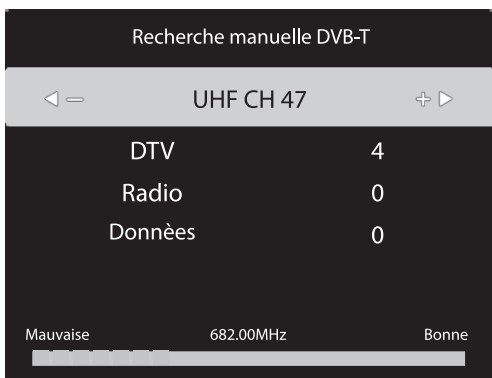 Recherche manuelle DVB-T
UHF CH 47
DTV 4
Radio 0
Donnèes 0
Mauvaise 682.00MHz Bonne